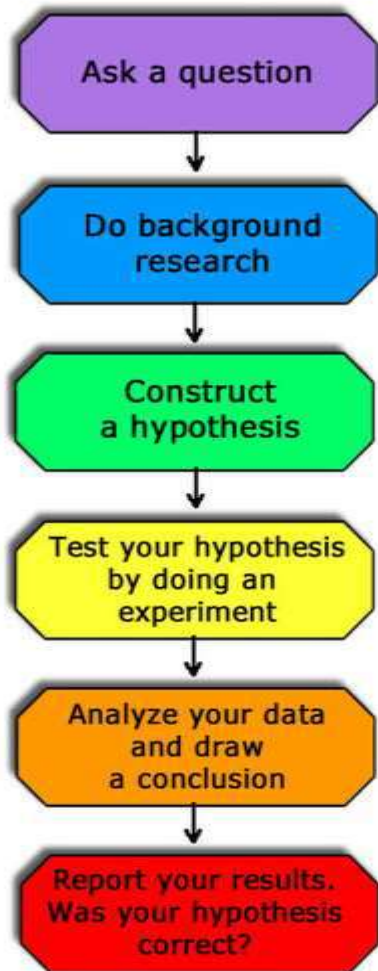 Ask a question
Do background
research
Construct
a hypothesis
Test your hypothesis
by doing an
experiment
Analyze your data
and draw
a conclusion
Report your results.
Was your hypothesis
correct?